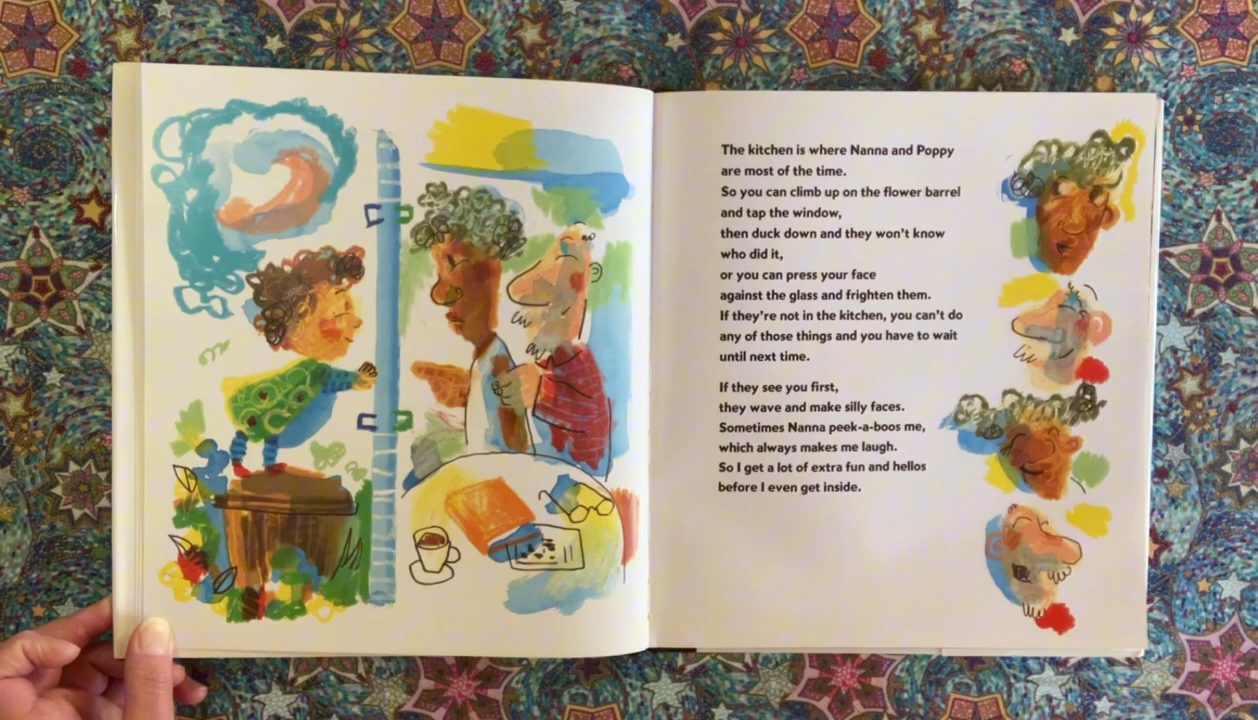 The kitchen is where Nanna and Poppy
are most of the time.
So you can climb up on the flower barrel
and tap the window,
then duck down and they won't know
who did it,
or you can press your face
against the glass and frighten them.
If they're not in the kitchen, you can't do
any of those things and you have to wait
until next time.
If they see you first,
they wave and make silly faces.
Sometimes Nanna peek-a-boos me,
which always makes me laugh.
So I get a lot of extra fun and hellos
before I even get inside.